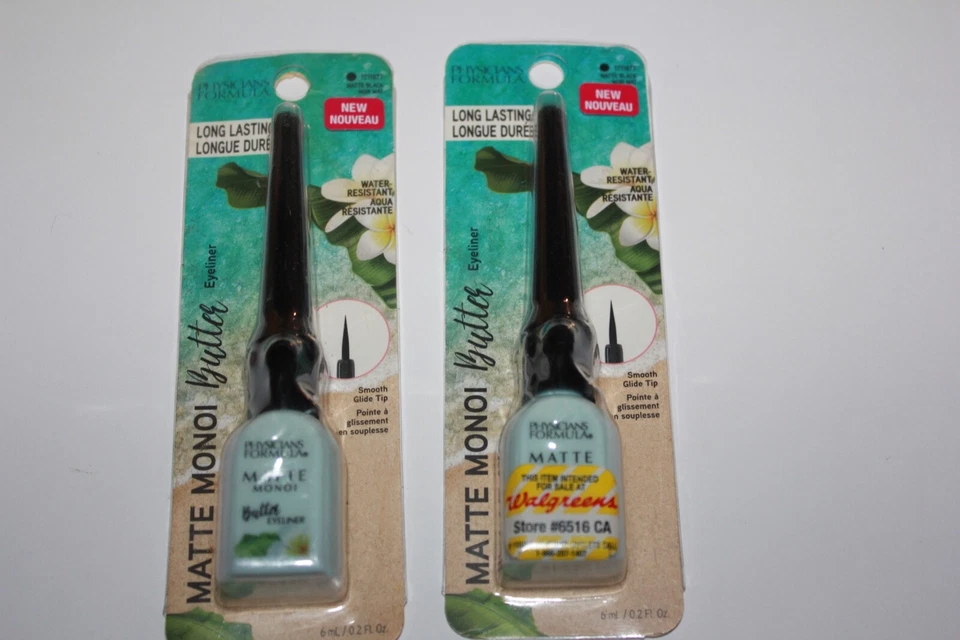 PHYSICIANS
FORMULA
MATTE BLACK
NEW
NOUVEAU
LONG LASTING
LONGUE DURÉE
WATER-
RESISTANT
AQUA
RÉSISTANTE
MATTE MONOI Butter Eyeliner
Smooth
Glide Tip
Pointe à
glissement
en souplesse
PHYSICIANS
FORMULA
MATTE
MONOI
Butter
EYELINER
6 mL / 0.2 Fl. Oz.
PHYSICIANS
FORMULA
MATTE BLACK
NEW
NOUVEAU
LONG LASTING
LONGUE DURÉE
WATER-
RESISTANT
AQUA
RÉSISTANTE
MATTE MONOI Butter Eyeliner
Smooth
Glide Tip
Pointe à
glissement
en souplesse
PHYSICIANS
FORMULA®
MATTE
THIS ITEM INTENDED
FOR SALE AT
Walgreens
Store #6516 CA
6 mL / 0.2 Fl. Oz.